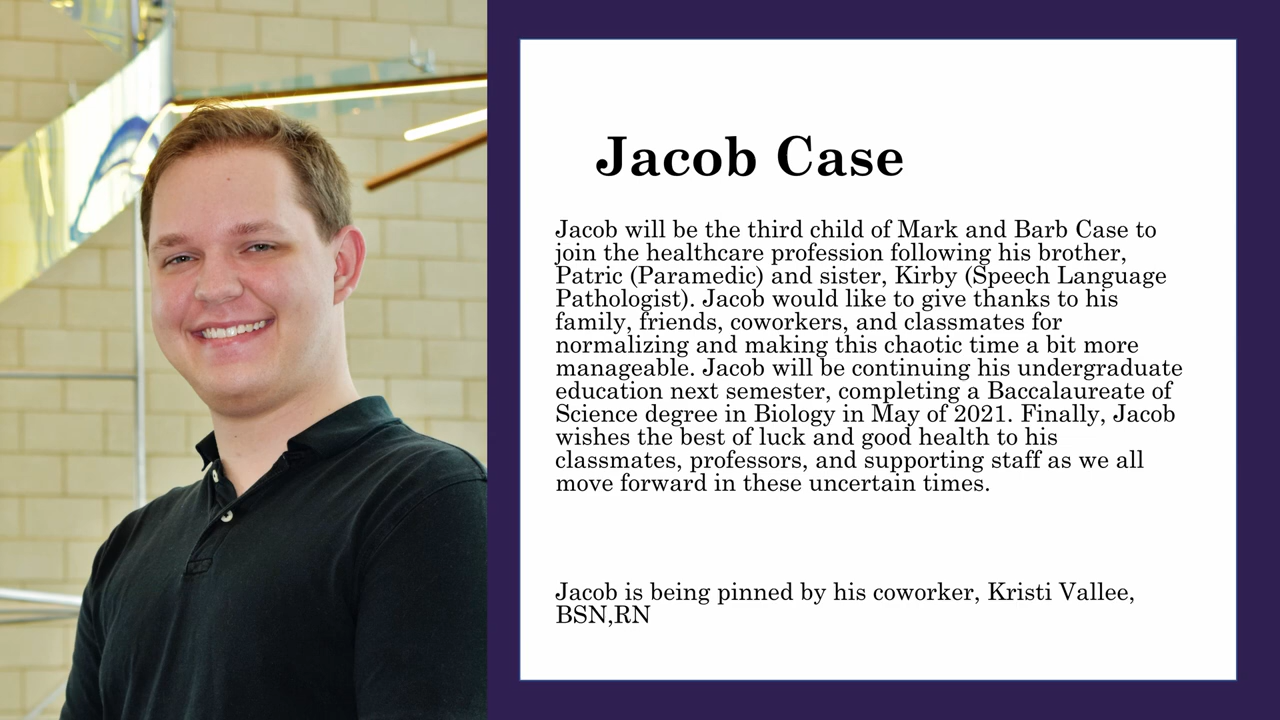 Jacob Case
Jacob will be the third child of Mark and Barb Case to
join the healthcare profession following his brother,
Patric (Paramedic) and sister, Kirby (Speech Language
Pathologist). Jacob would like to give thanks to his
family, friends, coworkers, and classmates for
normalizing and making this chaotic time a bit more
manageable. Jacob will be continuing his undergraduate
education next semester, completing a Baccalaureate of
Science degree in Biology in May of 2021. Finally, Jacob
wishes the best of luck and good health to his
classmates, professors, and supporting staff as we all
move forward in these uncertain times.
Jacob is being pinned by his coworker, Kristi Vallee,
BSN,RN